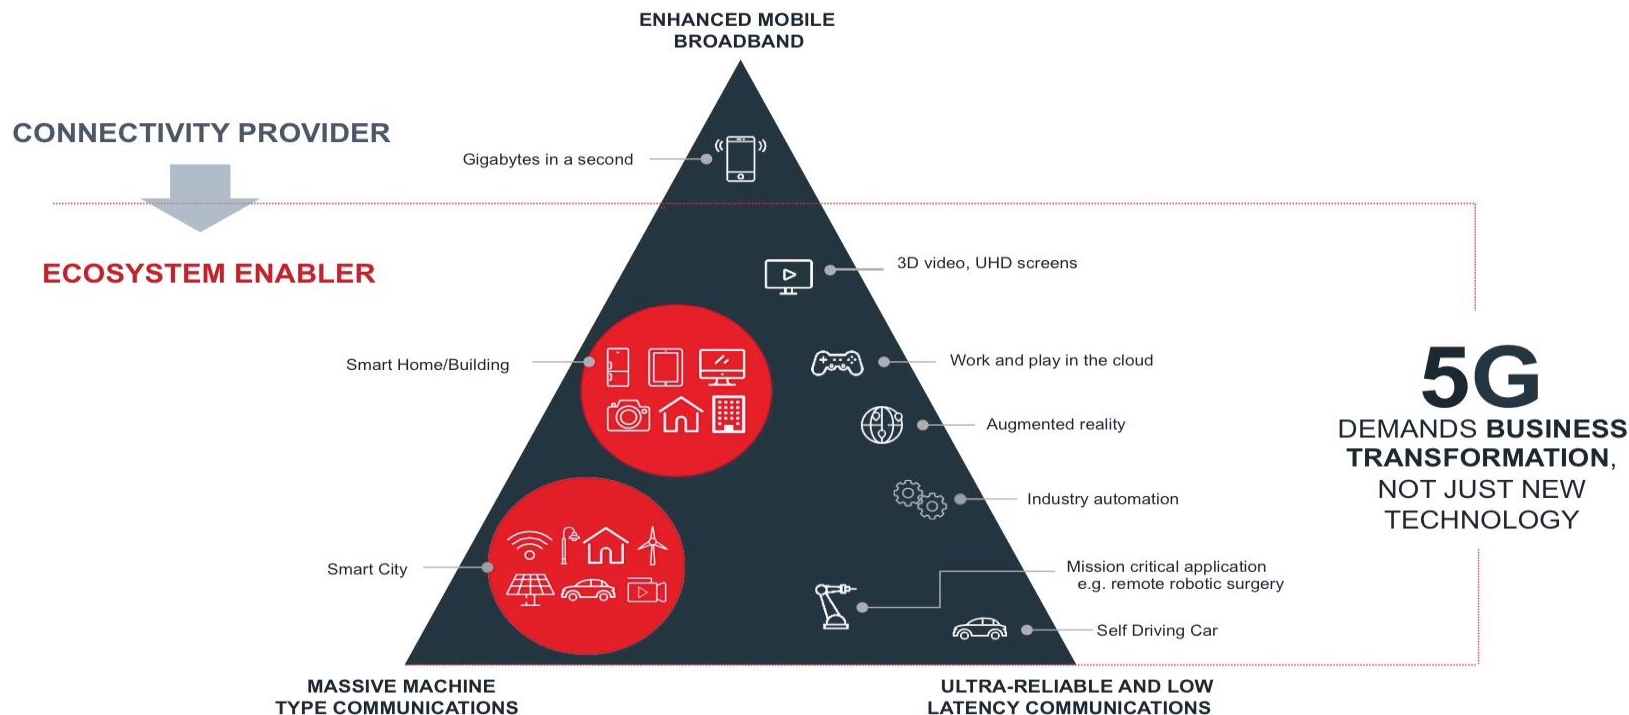 ENHANCED MOBILE
BROADBAND
CONNECTIVITY PROVIDER
Gigabytes in a second
ECOSYSTEM ENABLER
3D video, UHD screens
Smart Home/Building
Work and play in the cloud
Augmented reality
Industry automation
Smart City
Mission critical application
e.g. remote robotic surgery
Self Driving Car
5G
DEMANDS BUSINESS
TRANSFORMATION,
NOT JUST NEW
TECHNOLOGY
MASSIVE MACHINE
TYPE COMMUNICATIONS
ULTRA-RELIABLE AND LOW
LATENCY COMMUNICATIONS